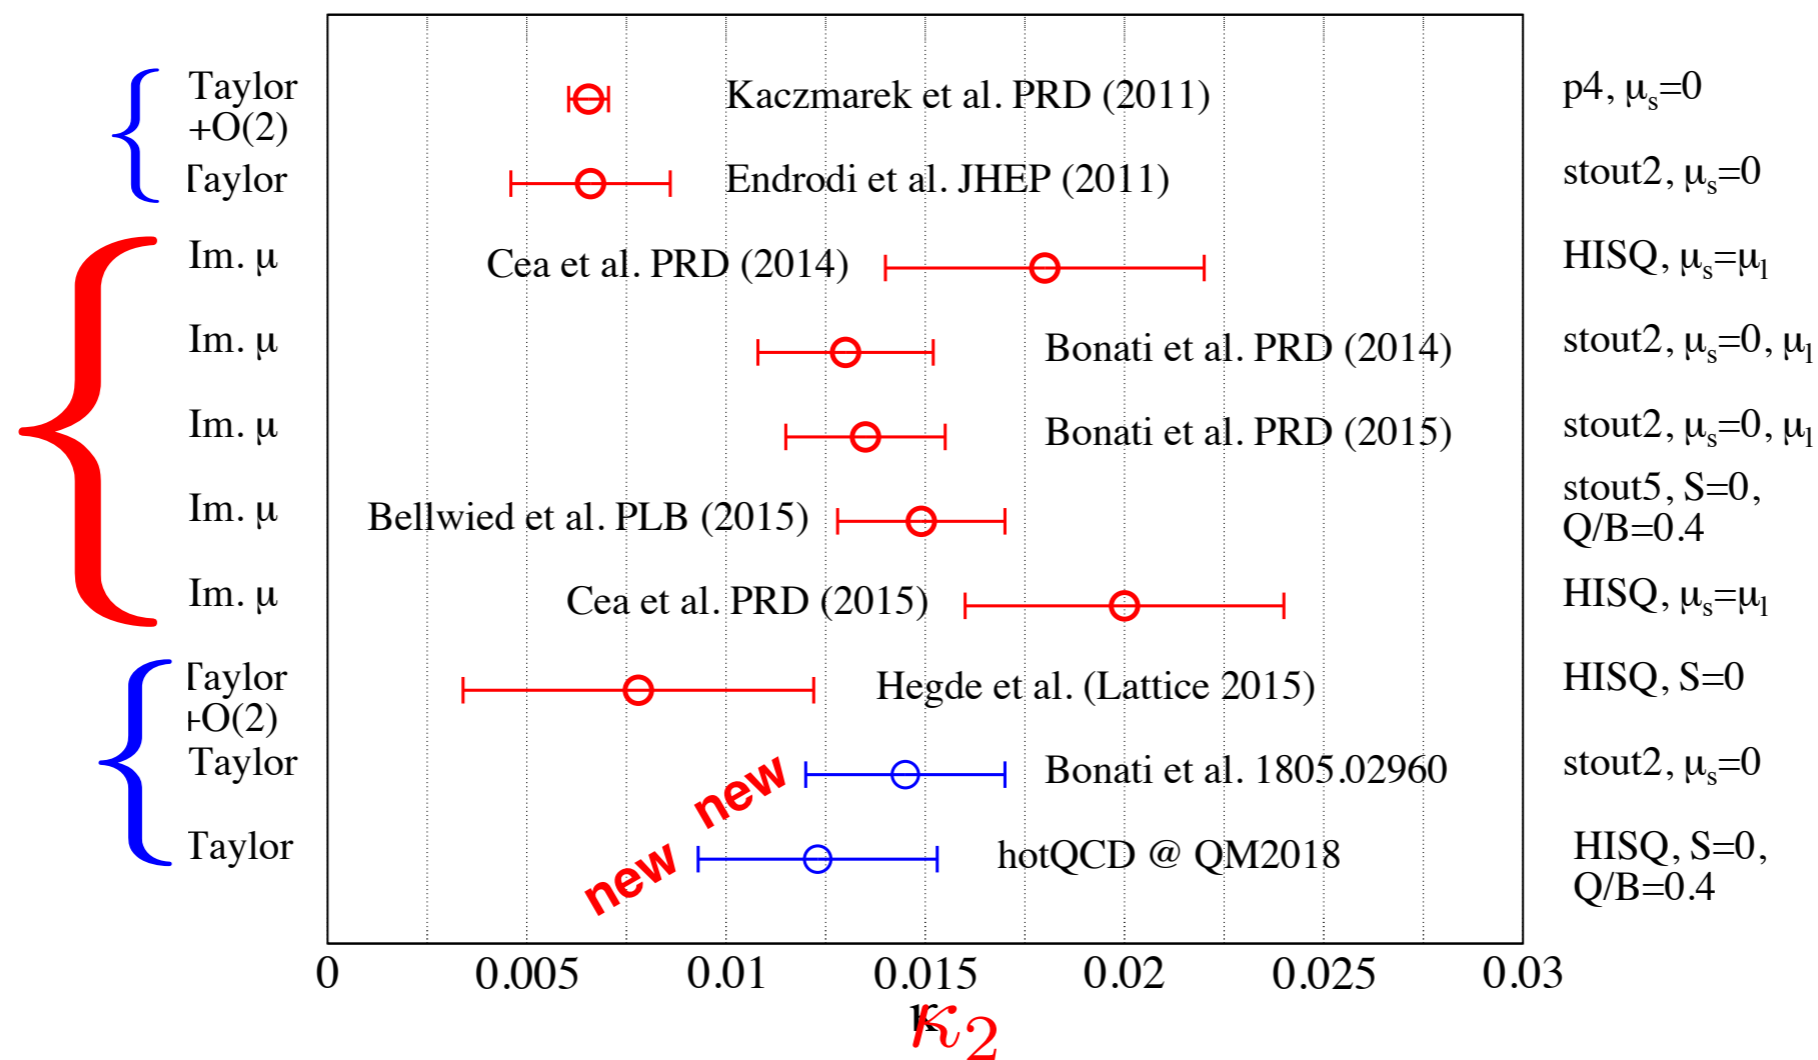 Taylor
+O(2)
Kaczmarek et al. PRD (2011)
p4, μs=0
Taylor
Endrodi et al. JHEP (2011)
stout2, μs=0
Im. μ
Cea et al. PRD (2014)
HISQ, μs=μl
Im. μ
Bonati et al. PRD (2014)
stout2, μs=0, μl
Im. μ
Bonati et al. PRD (2015)
stout2, μs=0, μl
Im. μ
Bellwied et al. PLB (2015)
stout5, S=0,
Q/B=0.4
Im. μ
Cea et al. PRD (2015)
HISQ, μs=μl
Taylor
+O(2)
Hegde et al. (Lattice 2015)
HISQ, S=0
Taylor
new
Bonati et al. 1805.02960
stout2, μs=0
Taylor
new
hotQCD @ QM2018
HISQ, S=0,
Q/B=0.4
0 0.005 0.01 0.015 0.02 0.025 0.03
κ
κ2